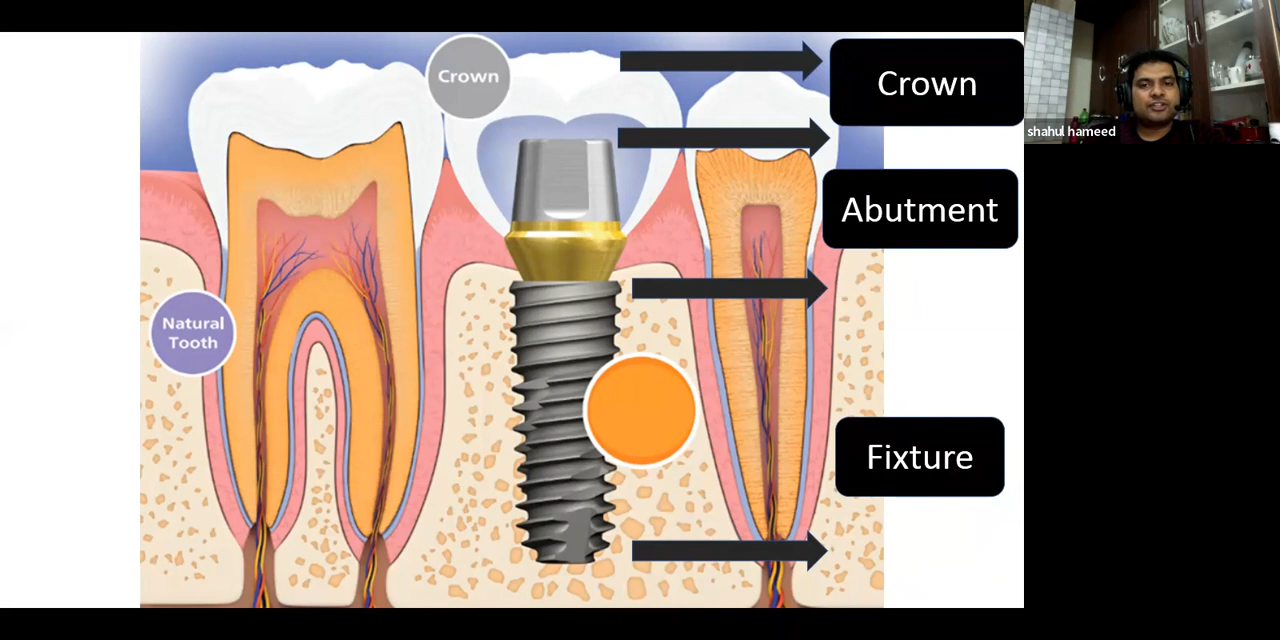 Crown
Crown
shahul hameed
Abutment
Natural
Tooth
Fixture